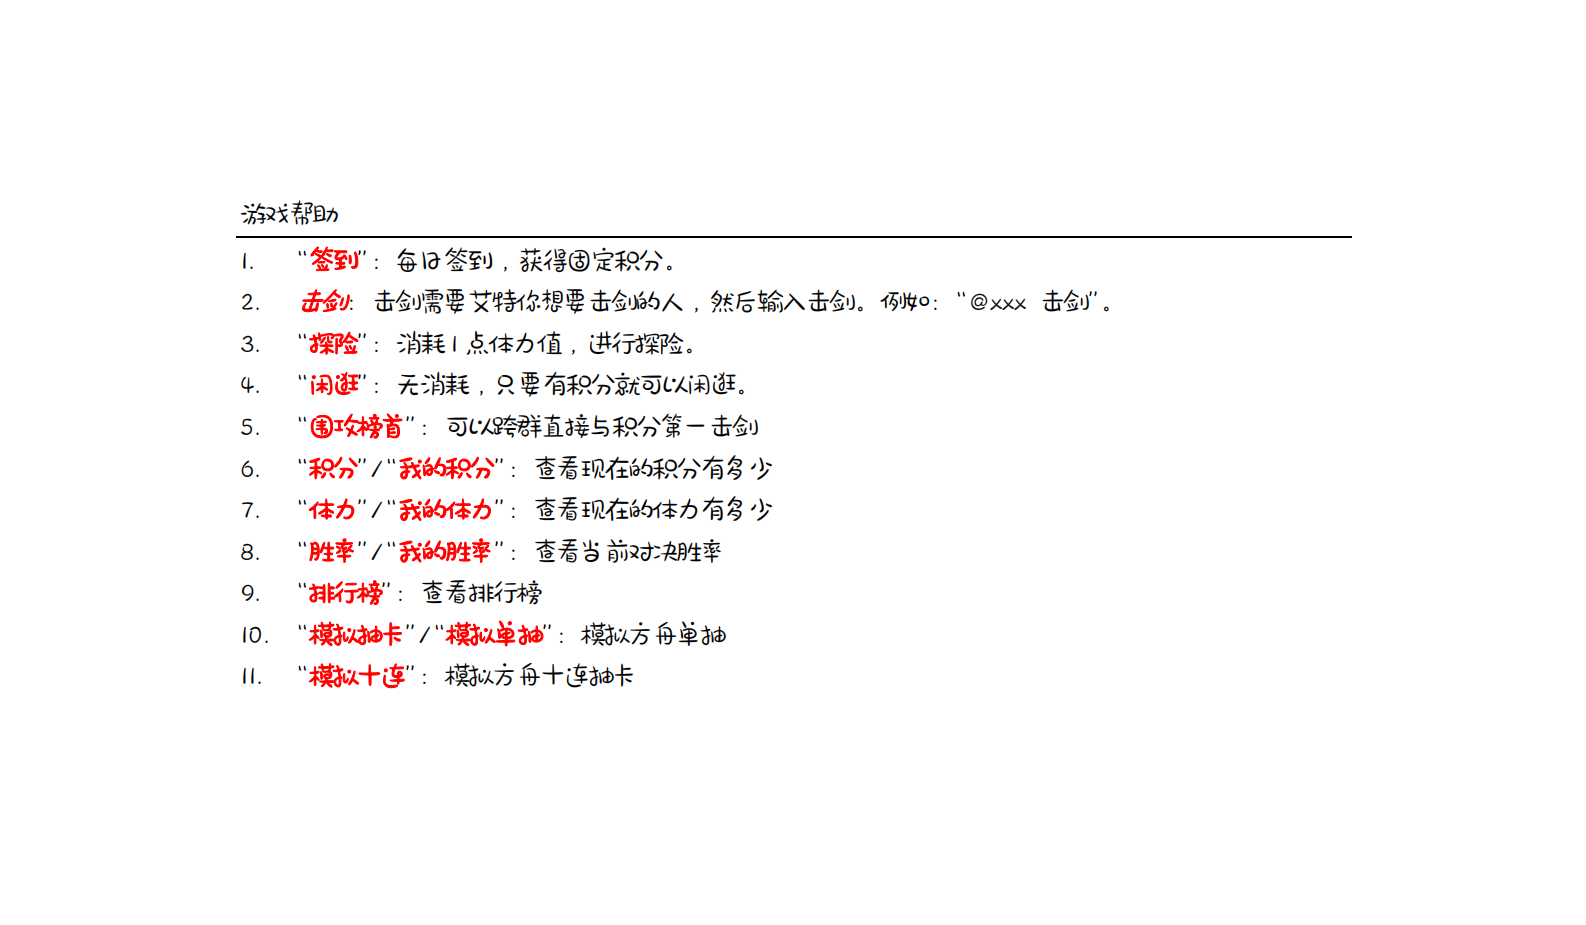 游戏帮助
1. “签到”：每日签到，获得固定积分。
2. 击剑：击剑需要艾特你想要击剑的人，然后输入击剑。例如：“@xxx 击剑”。
3. “探险”：消耗1点体力值，进行探险。
4. “闲逛”：无消耗，只要有积分就可以闲逛。
5. “围攻榜首”：可以跨群直接与积分第一击剑
6. “积分”/“我的积分”：查看现在的积分有多少
7. “体力”/“我的体力”：查看现在的体力有多少
8. “胜率”/“我的胜率”：查看当前对决胜率
9. “排行榜”：查看排行榜
10. “模拟抽卡”/“模拟单抽”：模拟方舟单抽
11. “模拟十连”：模拟方舟十连抽卡